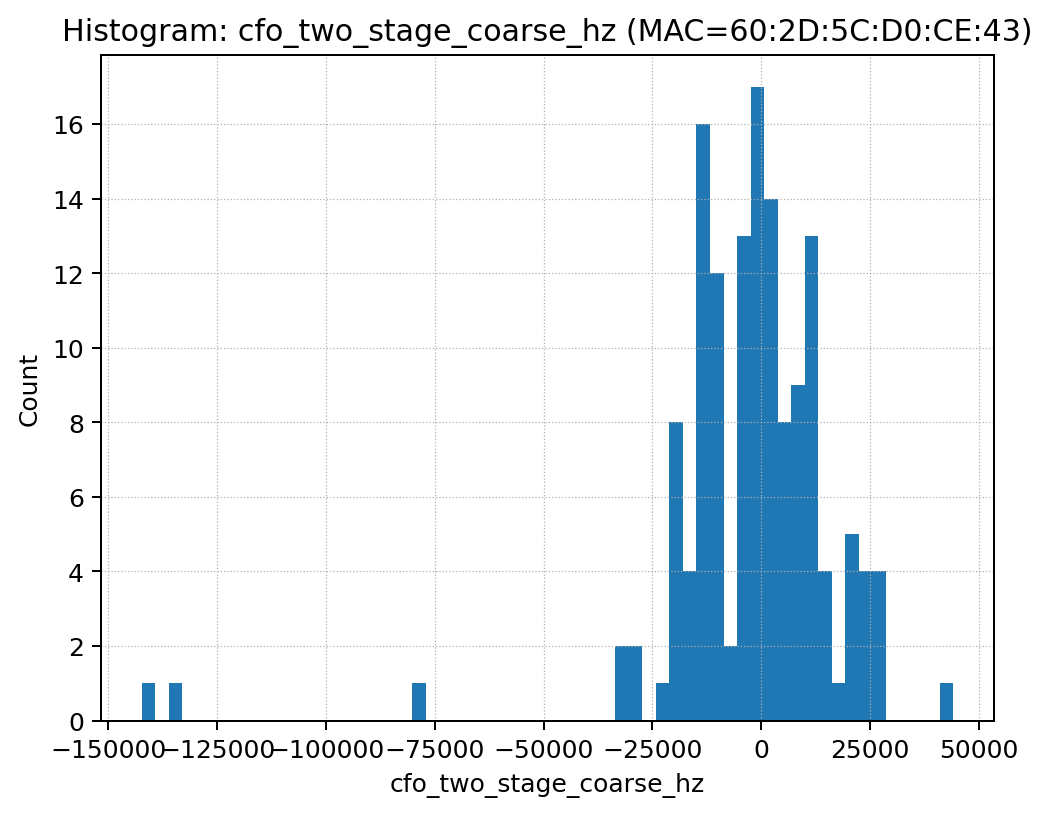 Histogram: cfo_two_stage_coarse_hz (MAC=60:2D:5C:D0:CE:43)
16
14
12
10
8
6
4
2
0
Count
−150000 −125000 −100000 −75000 −50000 −25000 0 25000 50000
cfo_two_stage_coarse_hz